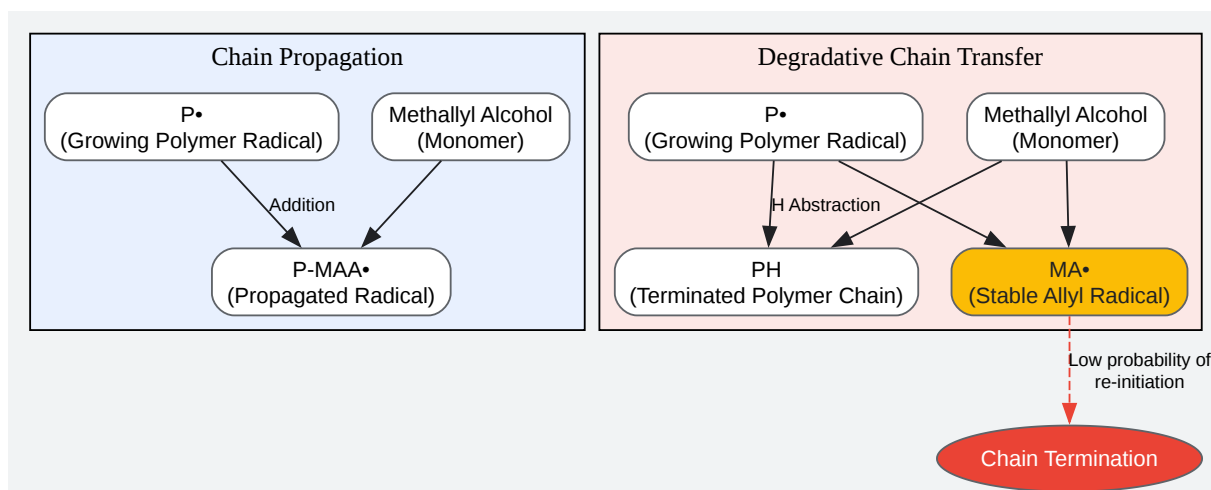 Chain Propagation
P•
(Growing Polymer Radical)
Methallyl Alcohol
(Monomer)
Addition
P-MAA•
(Propagated Radical)
Degradative Chain Transfer
P•
(Growing Polymer Radical)
Methallyl Alcohol
(Monomer)
H Abstraction
PH
(Terminated Polymer Chain)
MA•
(Stable Allyl Radical)
Low probability of
re-initiation
Chain Termination